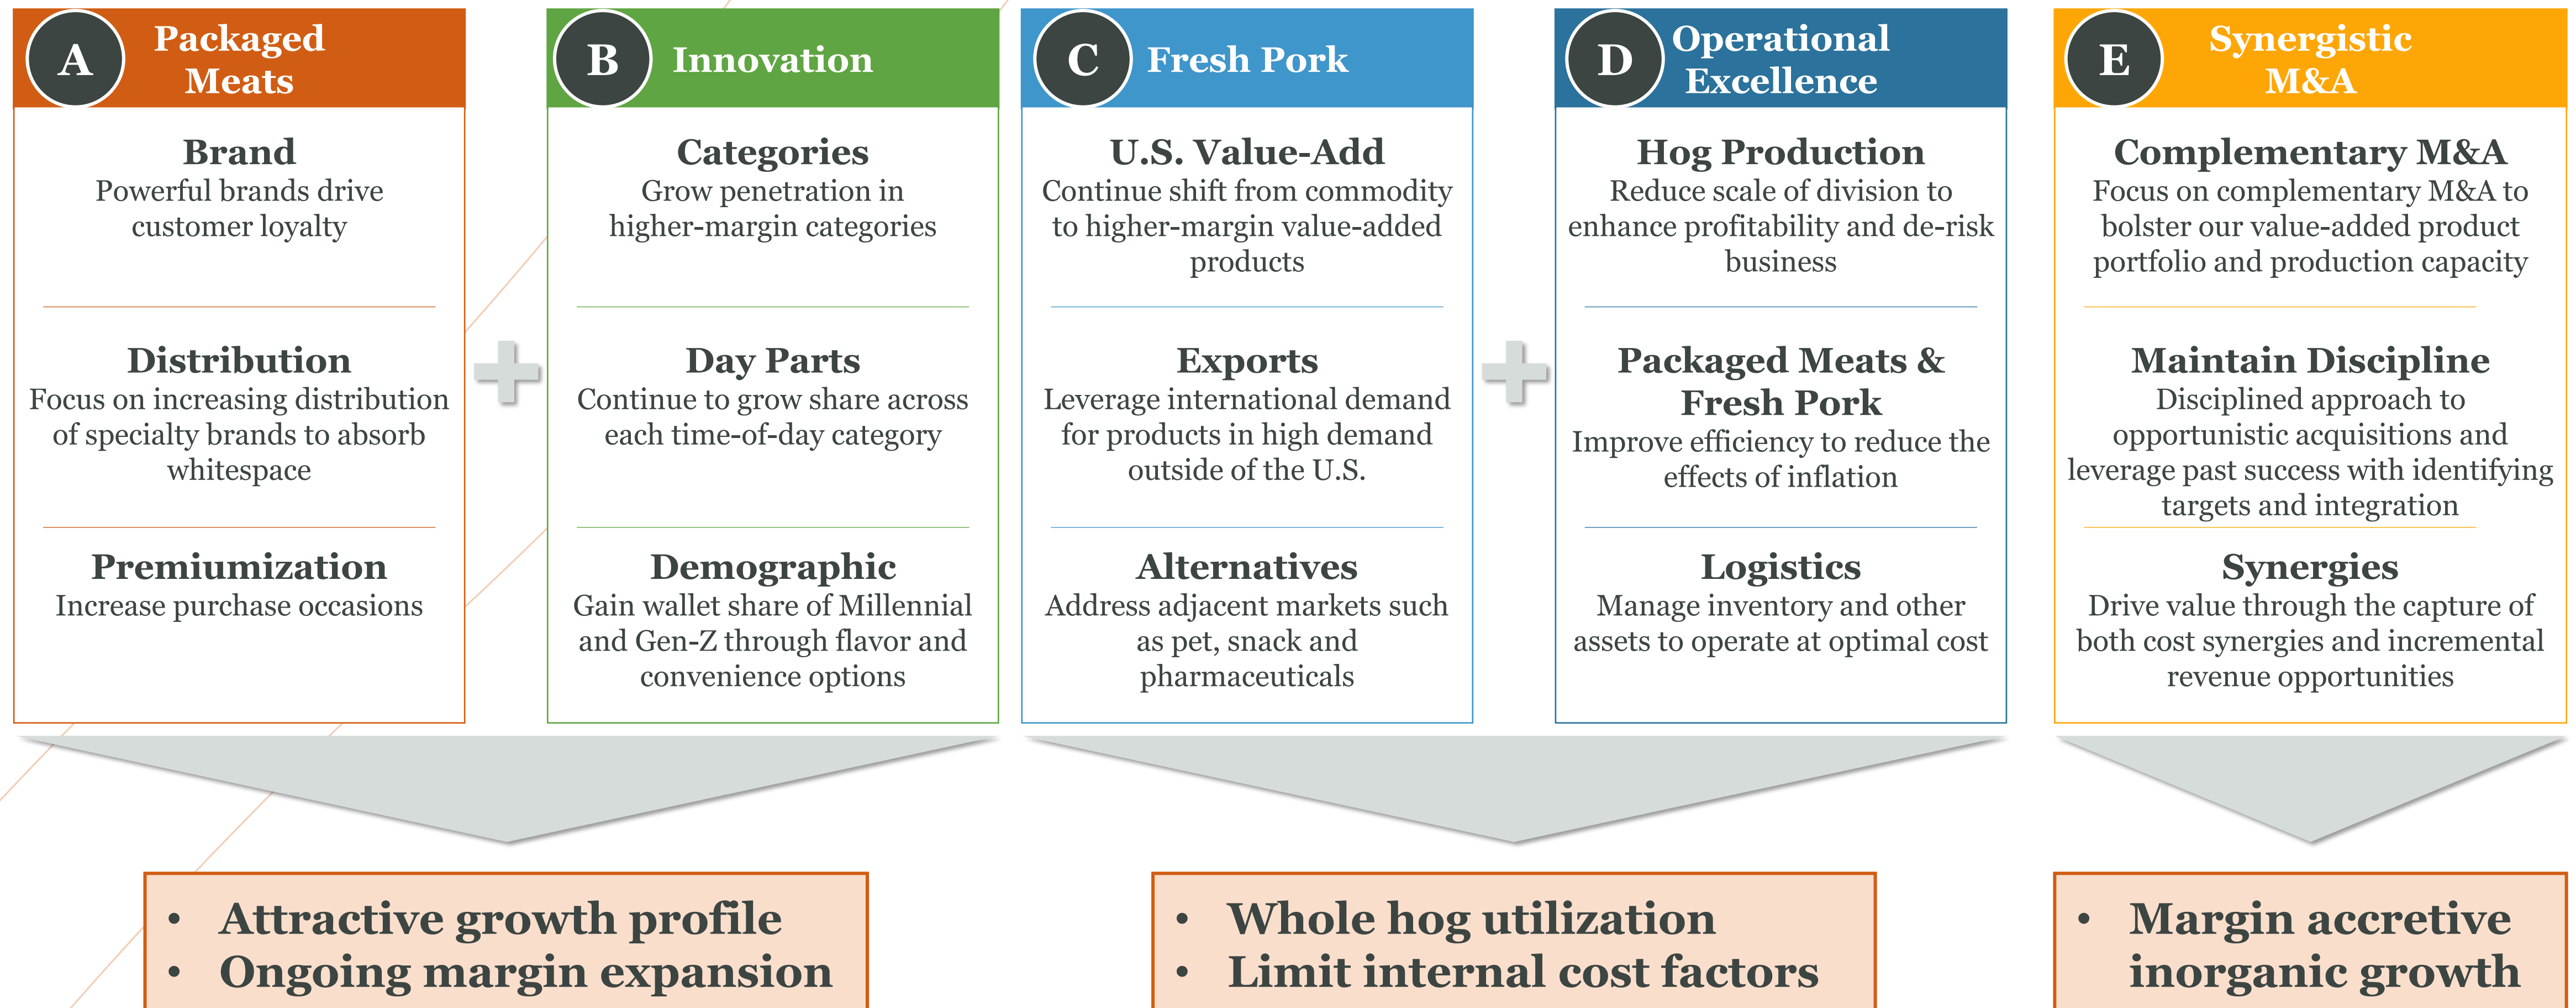 A
Packaged
Meats
Brand
Powerful brands drive
customer loyalty
Distribution
Focus on increasing distribution
of specialty brands to absorb
whitespace
Premiumization
Increase purchase occasions
B
Innovation
Categories
Grow penetration in
higher-margin categories
Day Parts
Continue to grow share across
each time-of-day category
Demographic
Gain wallet share of Millennial
and Gen-Z through flavor and
convenience options
C
Fresh Pork
U.S. Value-Add
Continue shift from commodity
to higher-margin value-added
products
Exports
Leverage international demand
for products in high demand
outside of the U.S.
Alternatives
Address adjacent markets such
as pet, snack and
pharmaceuticals
D
Operational
Excellence
Hog Production
Reduce scale of division to
enhance profitability and de-risk
business
Packaged Meats &
Fresh Pork
Improve efficiency to reduce the
effects of inflation
Logistics
Manage inventory and other
assets to operate at optimal cost
E
Synergistic
M&A
Complementary M&A
Focus on complementary M&A to
bolster our value-added product
portfolio and production capacity
Maintain Discipline
Disciplined approach to
opportunistic acquisitions and
leverage past success with identifying
targets and integration
Synergies
Drive value through the capture of
both cost synergies and incremental
revenue opportunities
• Attractive growth profile
• Ongoing margin expansion
• Whole hog utilization
• Limit internal cost factors
• Margin accretive
inorganic growth